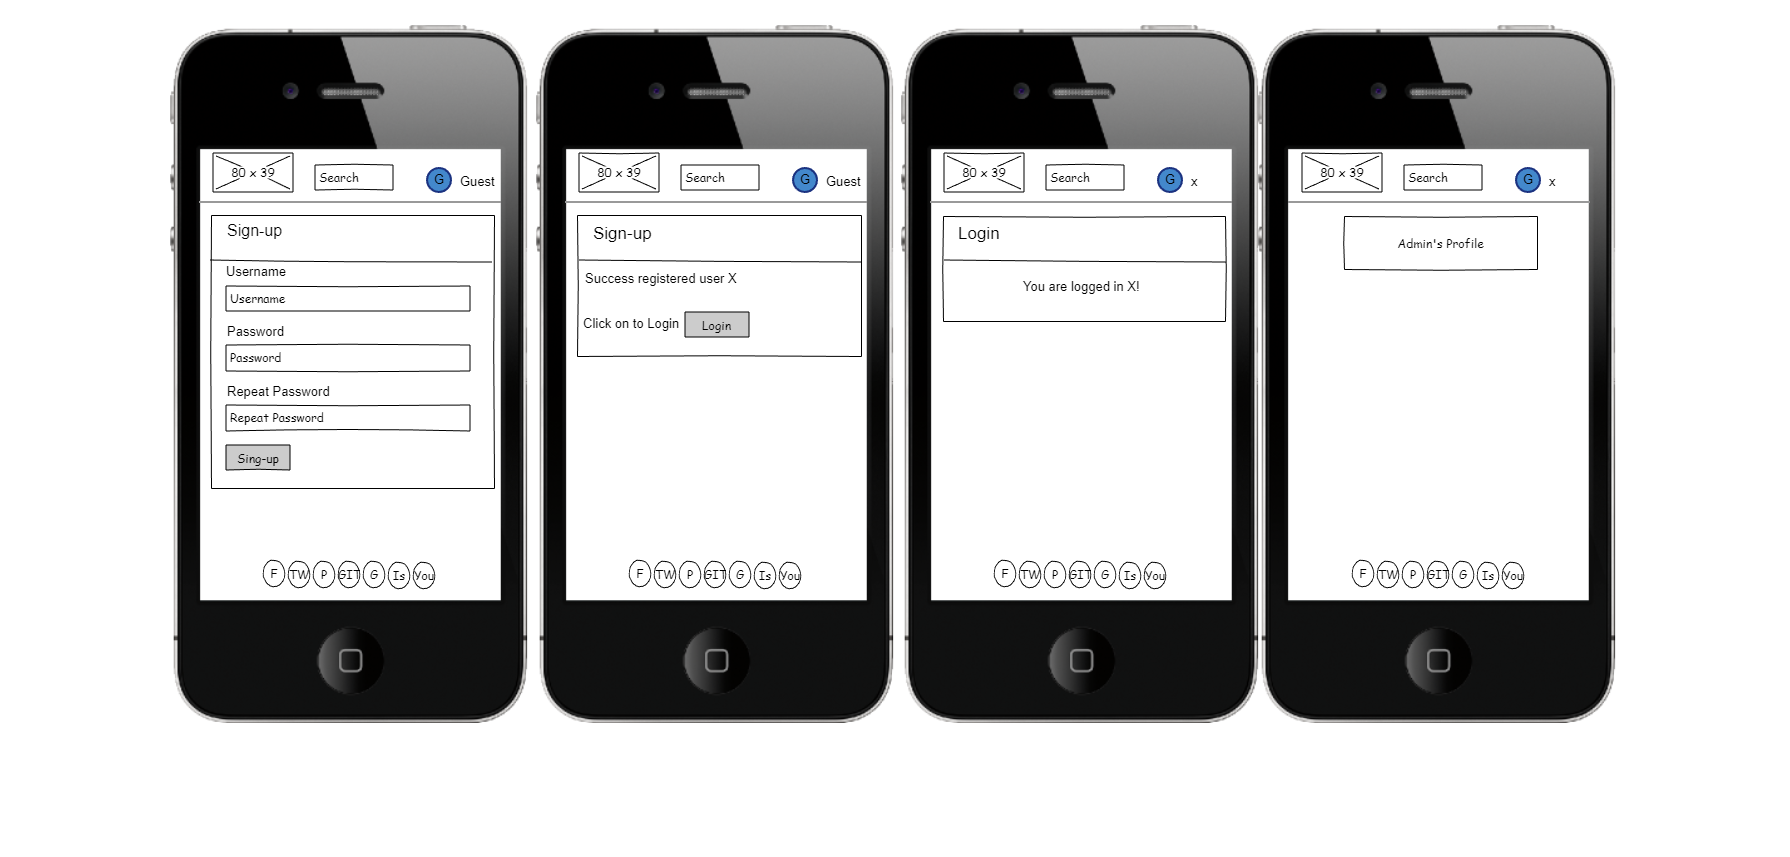 80 x 39
Search
G
Guest
Sign-up
Username
Username
Password
Password
Repeat Password
Repeat Password
Sing-up
F TW P GIT G Is You
80 x 39
Search
G
Guest
Sign-up
Success registered user X
Click on to Login
Login
F TW P GIT G Is You
80 x 39
Search
G
x
Login
You are logged in X!
F TW P GIT G Is You
80 x 39
Search
G
x
Admin's Profile
F TW P GIT G Is You